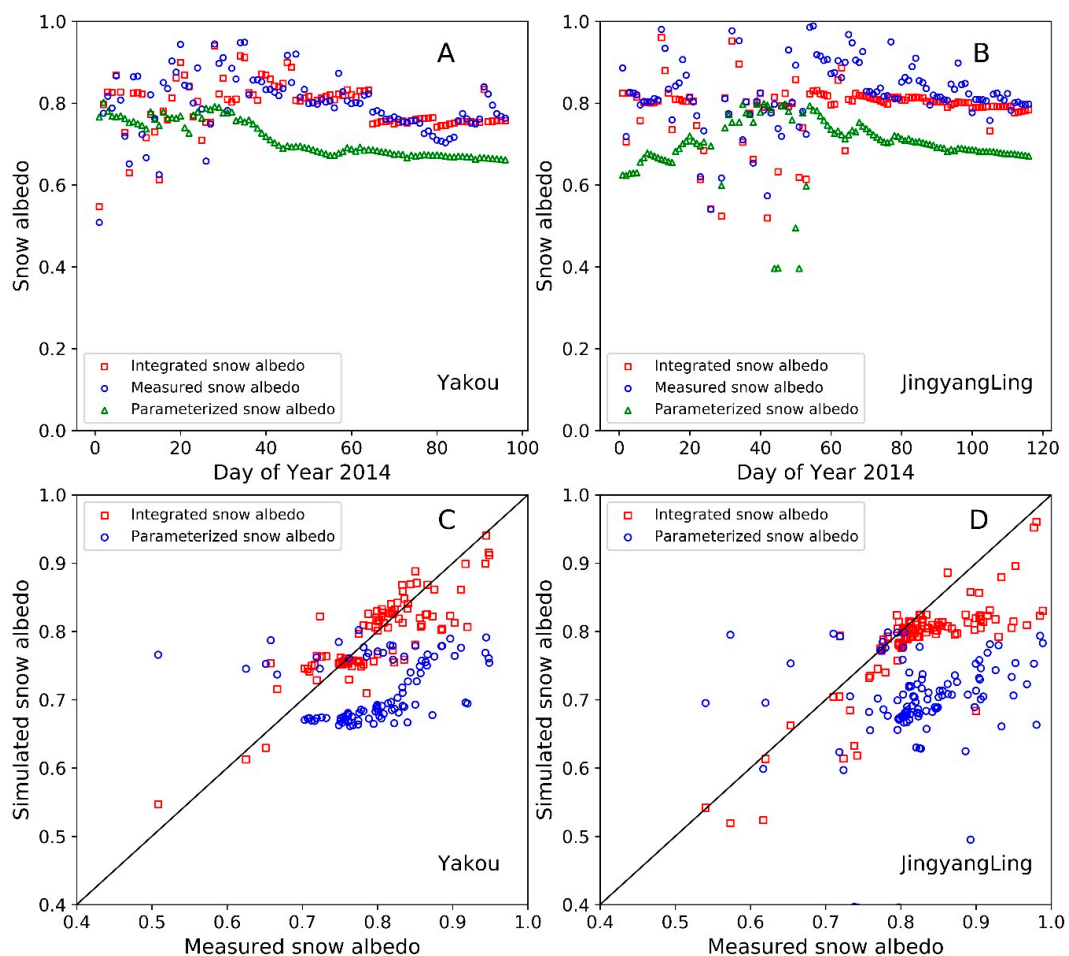 A
1.0
0.8
0.6
0.4
0.2
0.0
Snow albedo
Integrated snow albedo
Measured snow albedo
Parameterized snow albedo
Yakou
0 20 40 60 80 100
Day of Year 2014
B
1.0
0.8
0.6
0.4
0.2
0.0
Snow albedo
Integrated snow albedo
Measured snow albedo
Parameterized snow albedo
JingyangLing
0 20 40 60 80 100 120
Day of Year 2014
C
1.0
0.9
0.8
0.7
0.6
0.5
0.4
Simulated snow albedo
Integrated snow albedo
Parameterized snow albedo
Yakou
0.4 0.5 0.6 0.7 0.8 0.9 1.0
Measured snow albedo
D
1.0
0.9
0.8
0.7
0.6
0.5
0.4
Simulated snow albedo
Integrated snow albedo
Parameterized snow albedo
JingyangLing
0.4 0.5 0.6 0.7 0.8 0.9 1.0
Measured snow albedo